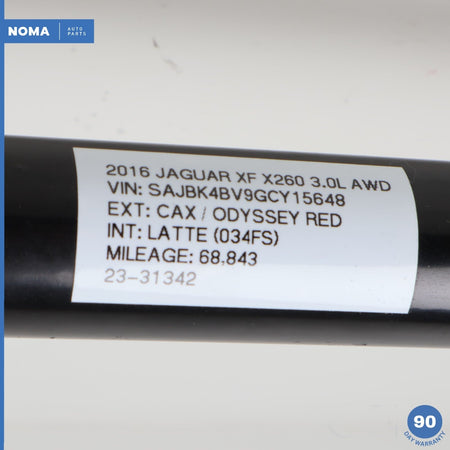 NOMA AUTO PARTS
2016 JAGUAR XF X260 3.0L AWD
VIN: SAJBK4BV9GCY15648
EXT: CAX / ODYSSEY RED
INT: LATTE (034FS)
MILEAGE: 68,843
23-31342
90
DAY WARRANTY